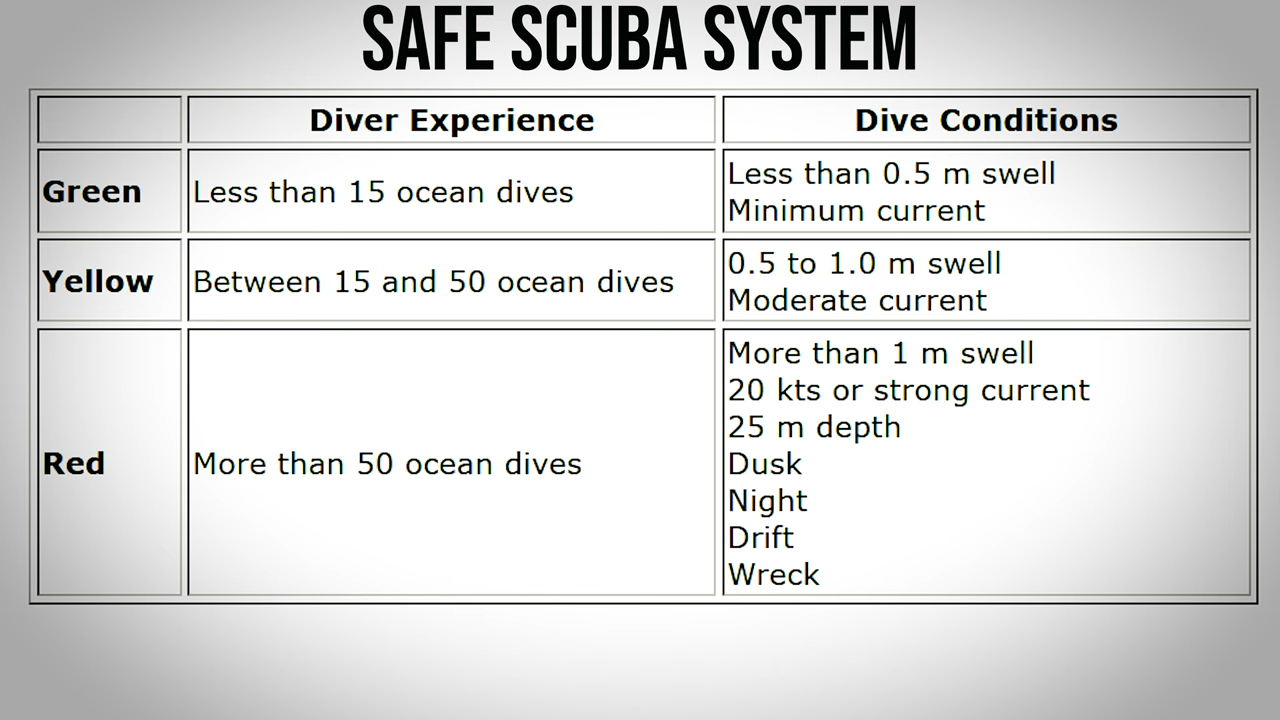 SAFE SCUBA SYSTEM
Diver Experience
Dive Conditions
Green
Less than 15 ocean dives
Less than 0.5 m swell
Minimum current
Yellow
Between 15 and 50 ocean dives
0.5 to 1.0 m swell
Moderate current
Red
More than 50 ocean dives
More than 1 m swell
20 kts or strong current
25 m depth
Dusk
Night
Drift
Wreck